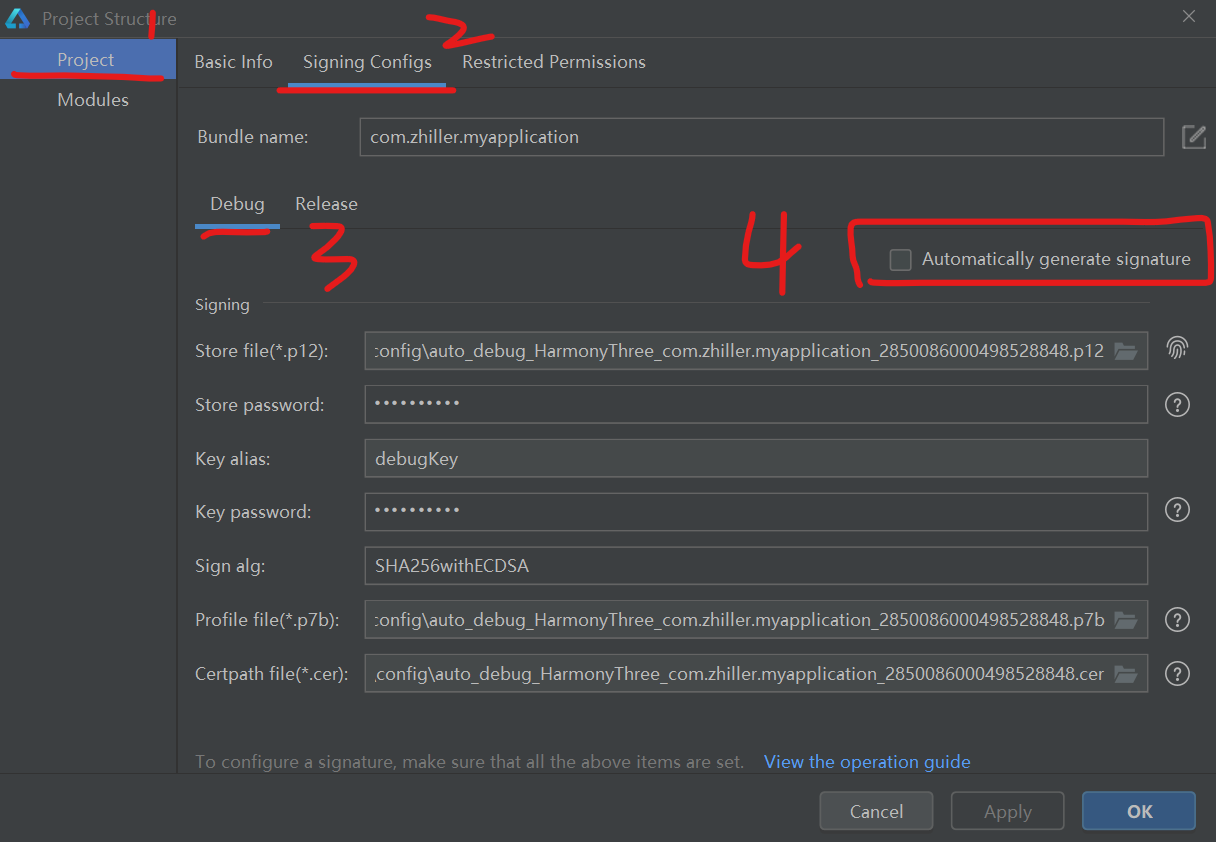 Project Structure
1
Project
Modules
Basic Info
Signing Configs
2
Restricted Permissions
Bundle name:
com.zhiller.myapplication
Debug
Release
3
4
Automatically generate signature
Signing
Store file(*.p12):
:onfig\auto_debug_HarmonyThree_com.zhiller.myapplication_2850086000498528848.p12
Store password:
••••••••••
Key alias:
debugKey
Key password:
••••••••••
Sign alg:
SHA256withECDSA
Profile file(*.p7b):
:onfig\auto_debug_HarmonyThree_com.zhiller.myapplication_2850086000498528848.p7b
Certpath file(*.cer):
config\auto_debug_HarmonyThree_com.zhiller.myapplication_2850086000498528848.cer
To configure a signature, make sure that all the above items are set.
View the operation guide
Cancel
Apply
OK